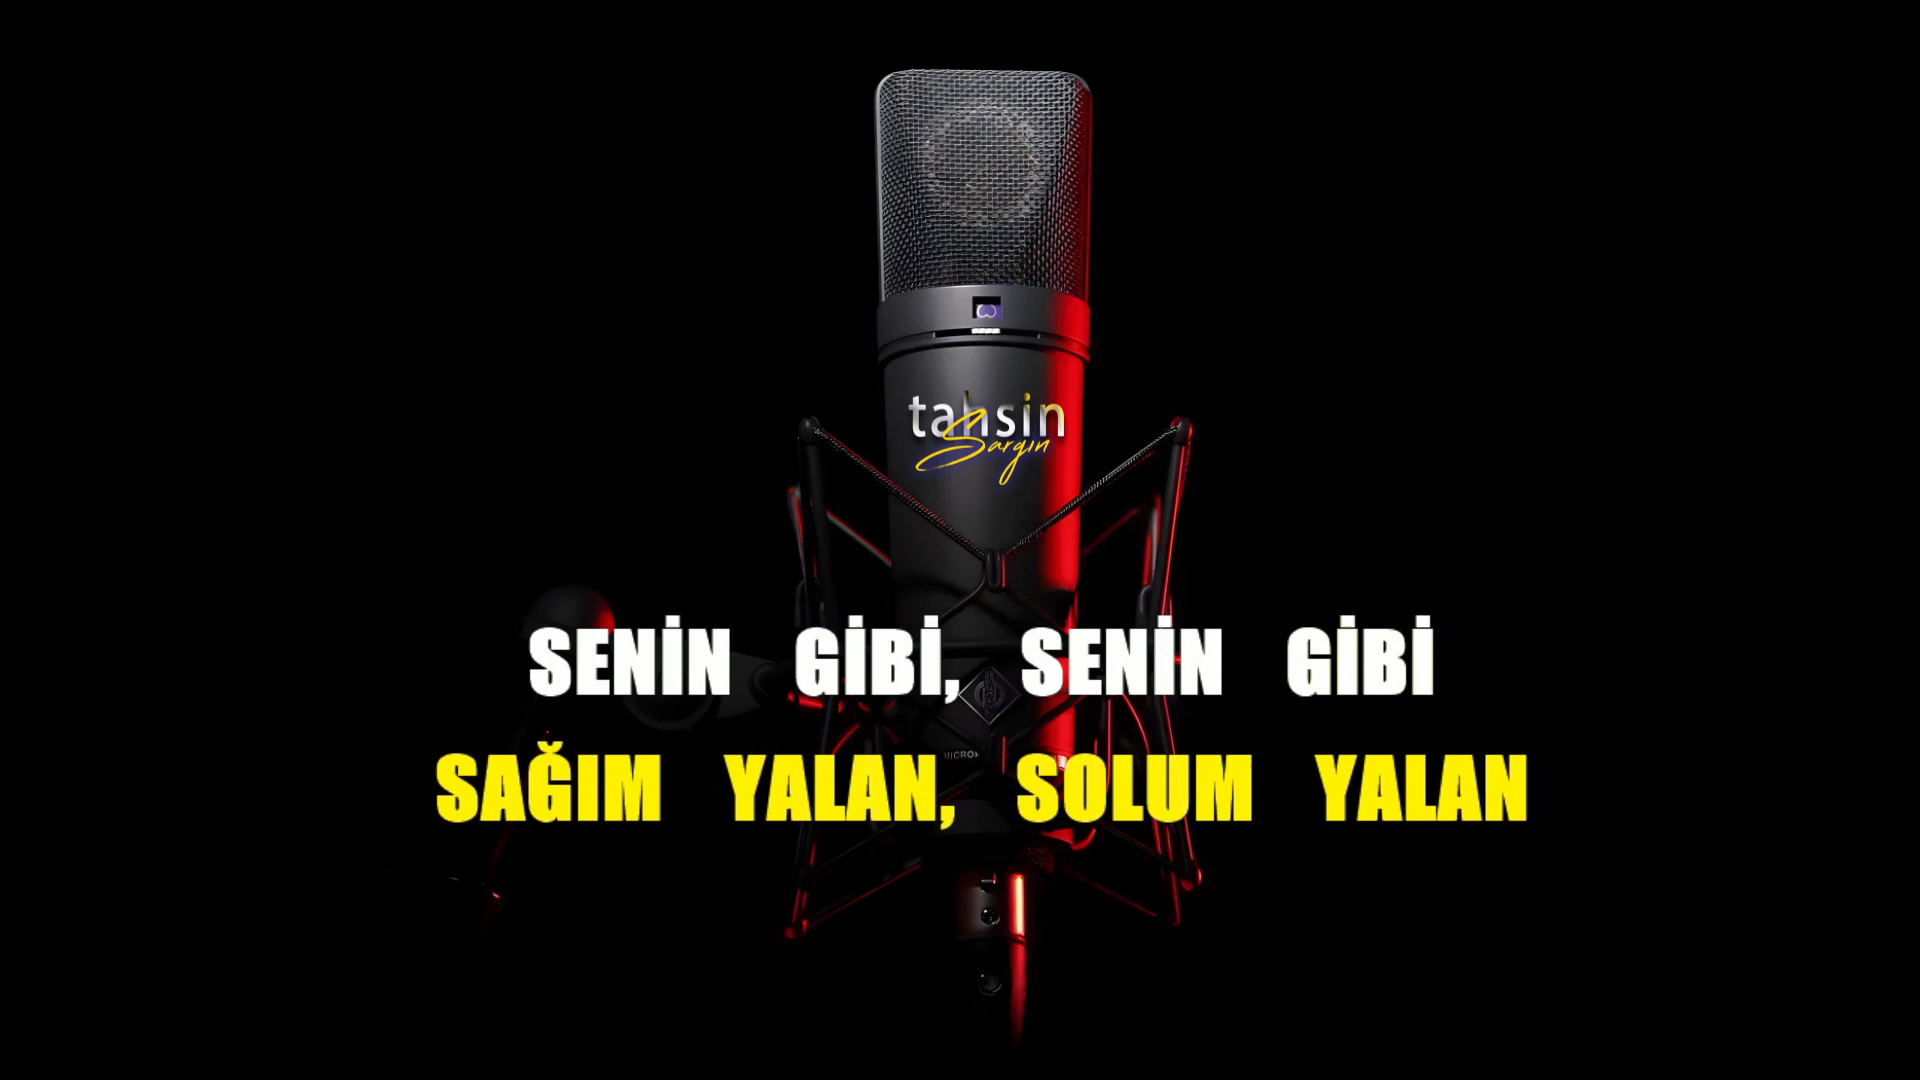 tahsin
Sargın
SENİN GİBİ, SENİN GİBİ
SAĞIM YALAN, SOLUM YALAN